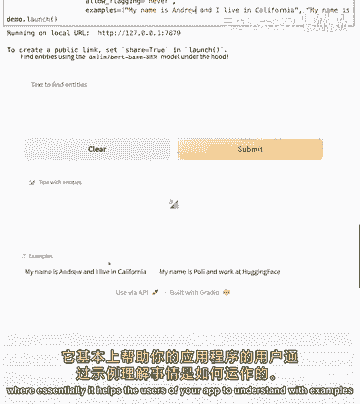 allow_flagging="never",
examples=["My name is Andrew and I live in California", "My name is
demo.launch()
Running on local URL: http://127.0.0.1:7879
To create a public link, set `share=True` in `launch()`.
Find entities using the `dslim/bert-base-NER` model under the hood!
Text to find entities
Clear
Submit
Text with entities
Examples
My name is Andrew and I live in California
My name is Poli and work at HuggingFace
Use via API
Built with Gradio
它基本上帮助你的应用程序的用户通
过示例理解事情是如何运作的。
where essentially it helps the users of your app to understand with examples